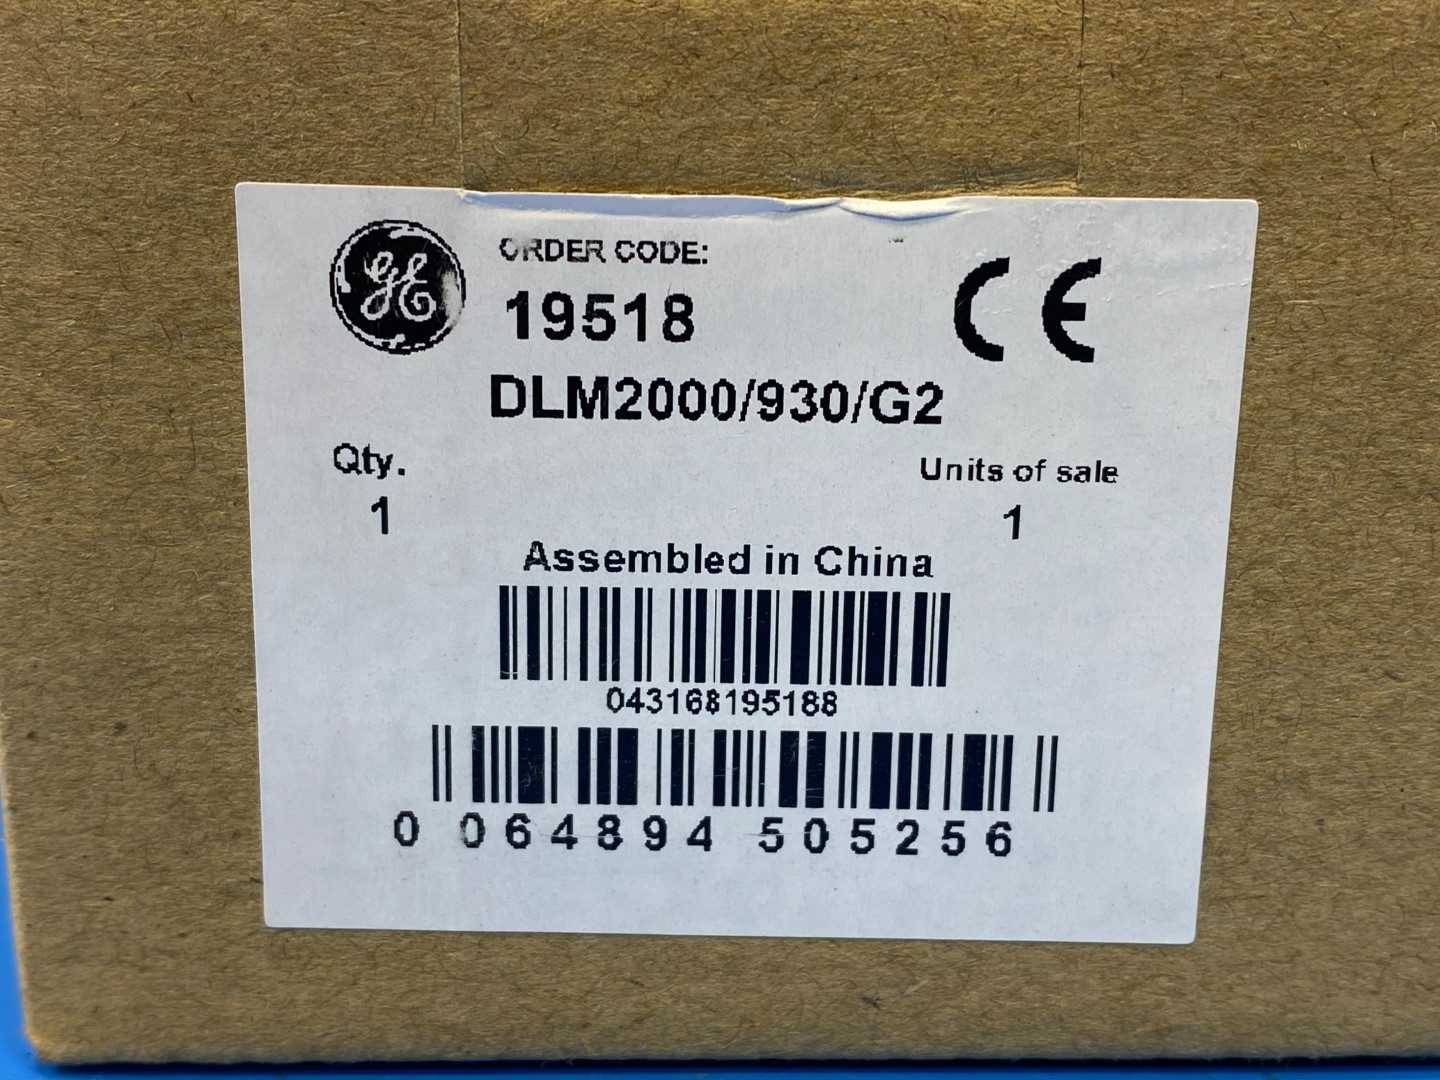 GE
ORDER CODE:
19518
CE
DLM2000/930/G2
Qty.
Units of sale
1
1
Assembled in China
043168195188
0 064894 505256